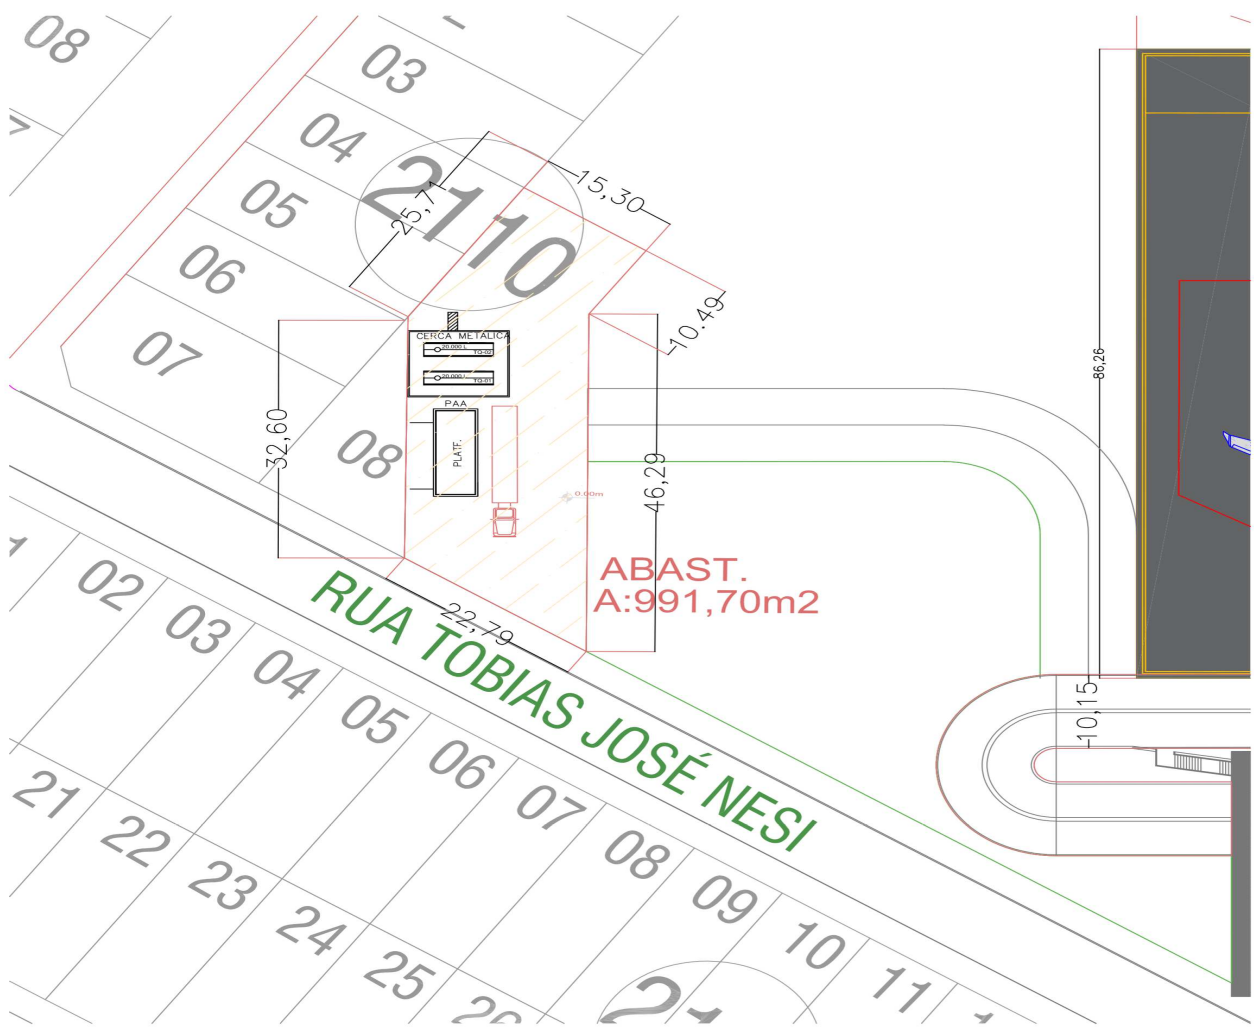 08
03
04
05
06
07
08
2110
25,71
15,30
10.49
CERCA METALICA
20.000 L
TQ-02
20.000 L
TQ-01
PAA
PLATF.
0.00m
32,60
46,29
86,26
ABAST.
A:991,70m2
22,79
RUA TOBIAS JOSÉ NESI
10,15
02
03
04
05
06
07
08
09
10
11
21
22
23
24
25